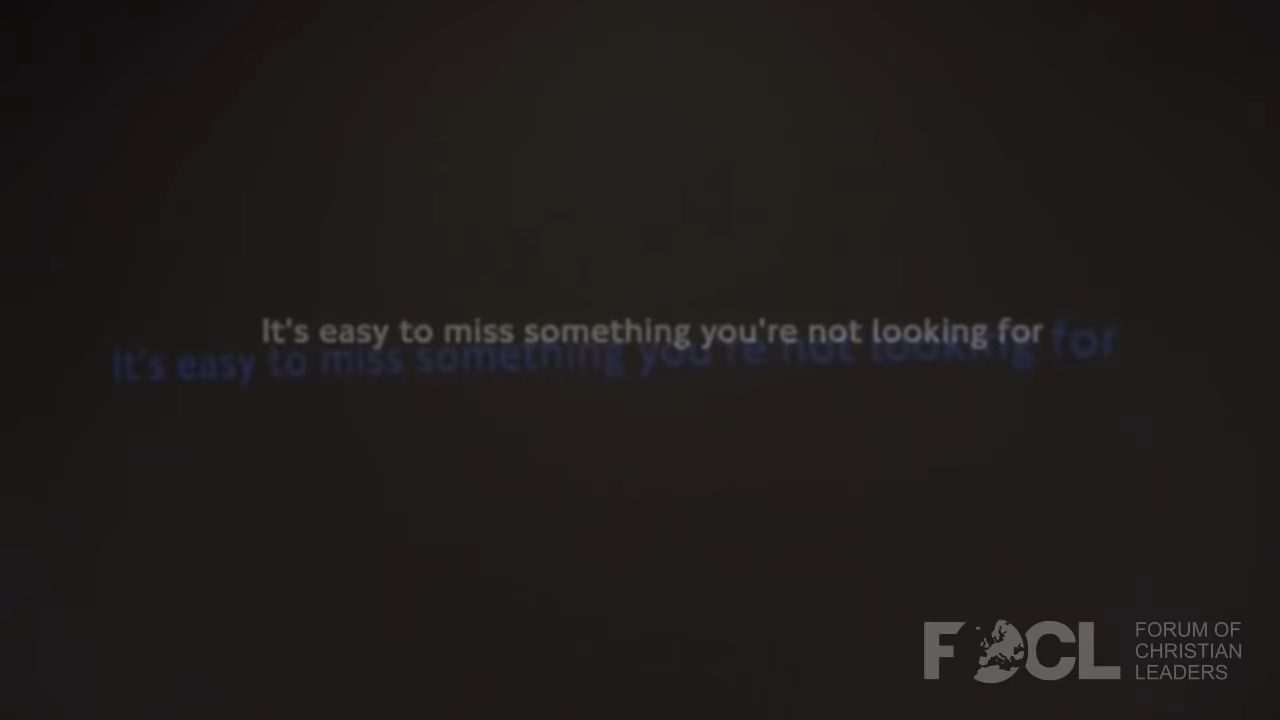 It's easy to miss something you're not looking for
It's easy to miss something you're not looking for
FOCL
FORUM OF
CHRISTIAN
LEADERS